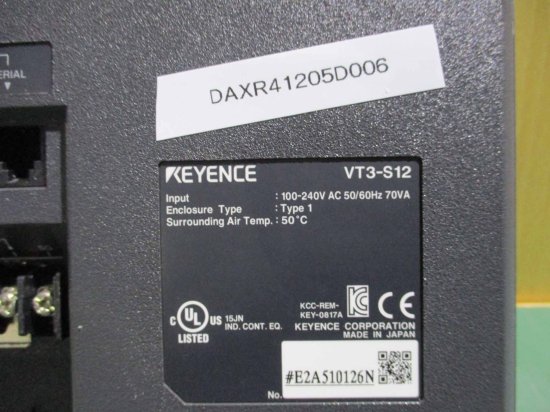 ERIAL
DAXR41205D006
KEYENCE VT3-S12
Input : 100-240V AC 50/60Hz 70VA
Enclosure Type : Type 1
Surrounding Air Temp. : 50°C
C UL US
LISTED
15JN
IND. CONT. EQ.
KCC-REM-
KEY-0817A
KC CE
KEYENCE CORPORATION
MADE IN JAPAN
No. #E2A510126N